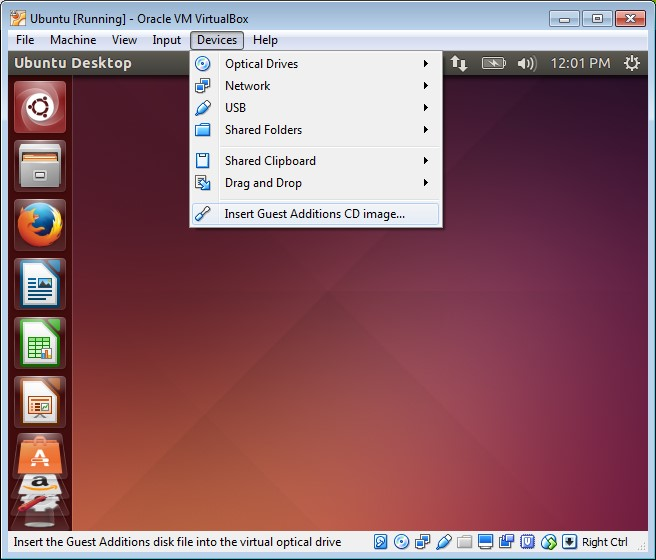 Ubuntu [Running] - Oracle VM VirtualBox
File Machine View Input Devices Help
Ubuntu Desktop 12:01 PM
Optical Drives
Network
USB
Shared Folders
Shared Clipboard
Drag and Drop
Insert Guest Additions CD image...
Insert the Guest Additions disk file into the virtual optical drive Right Ctrl